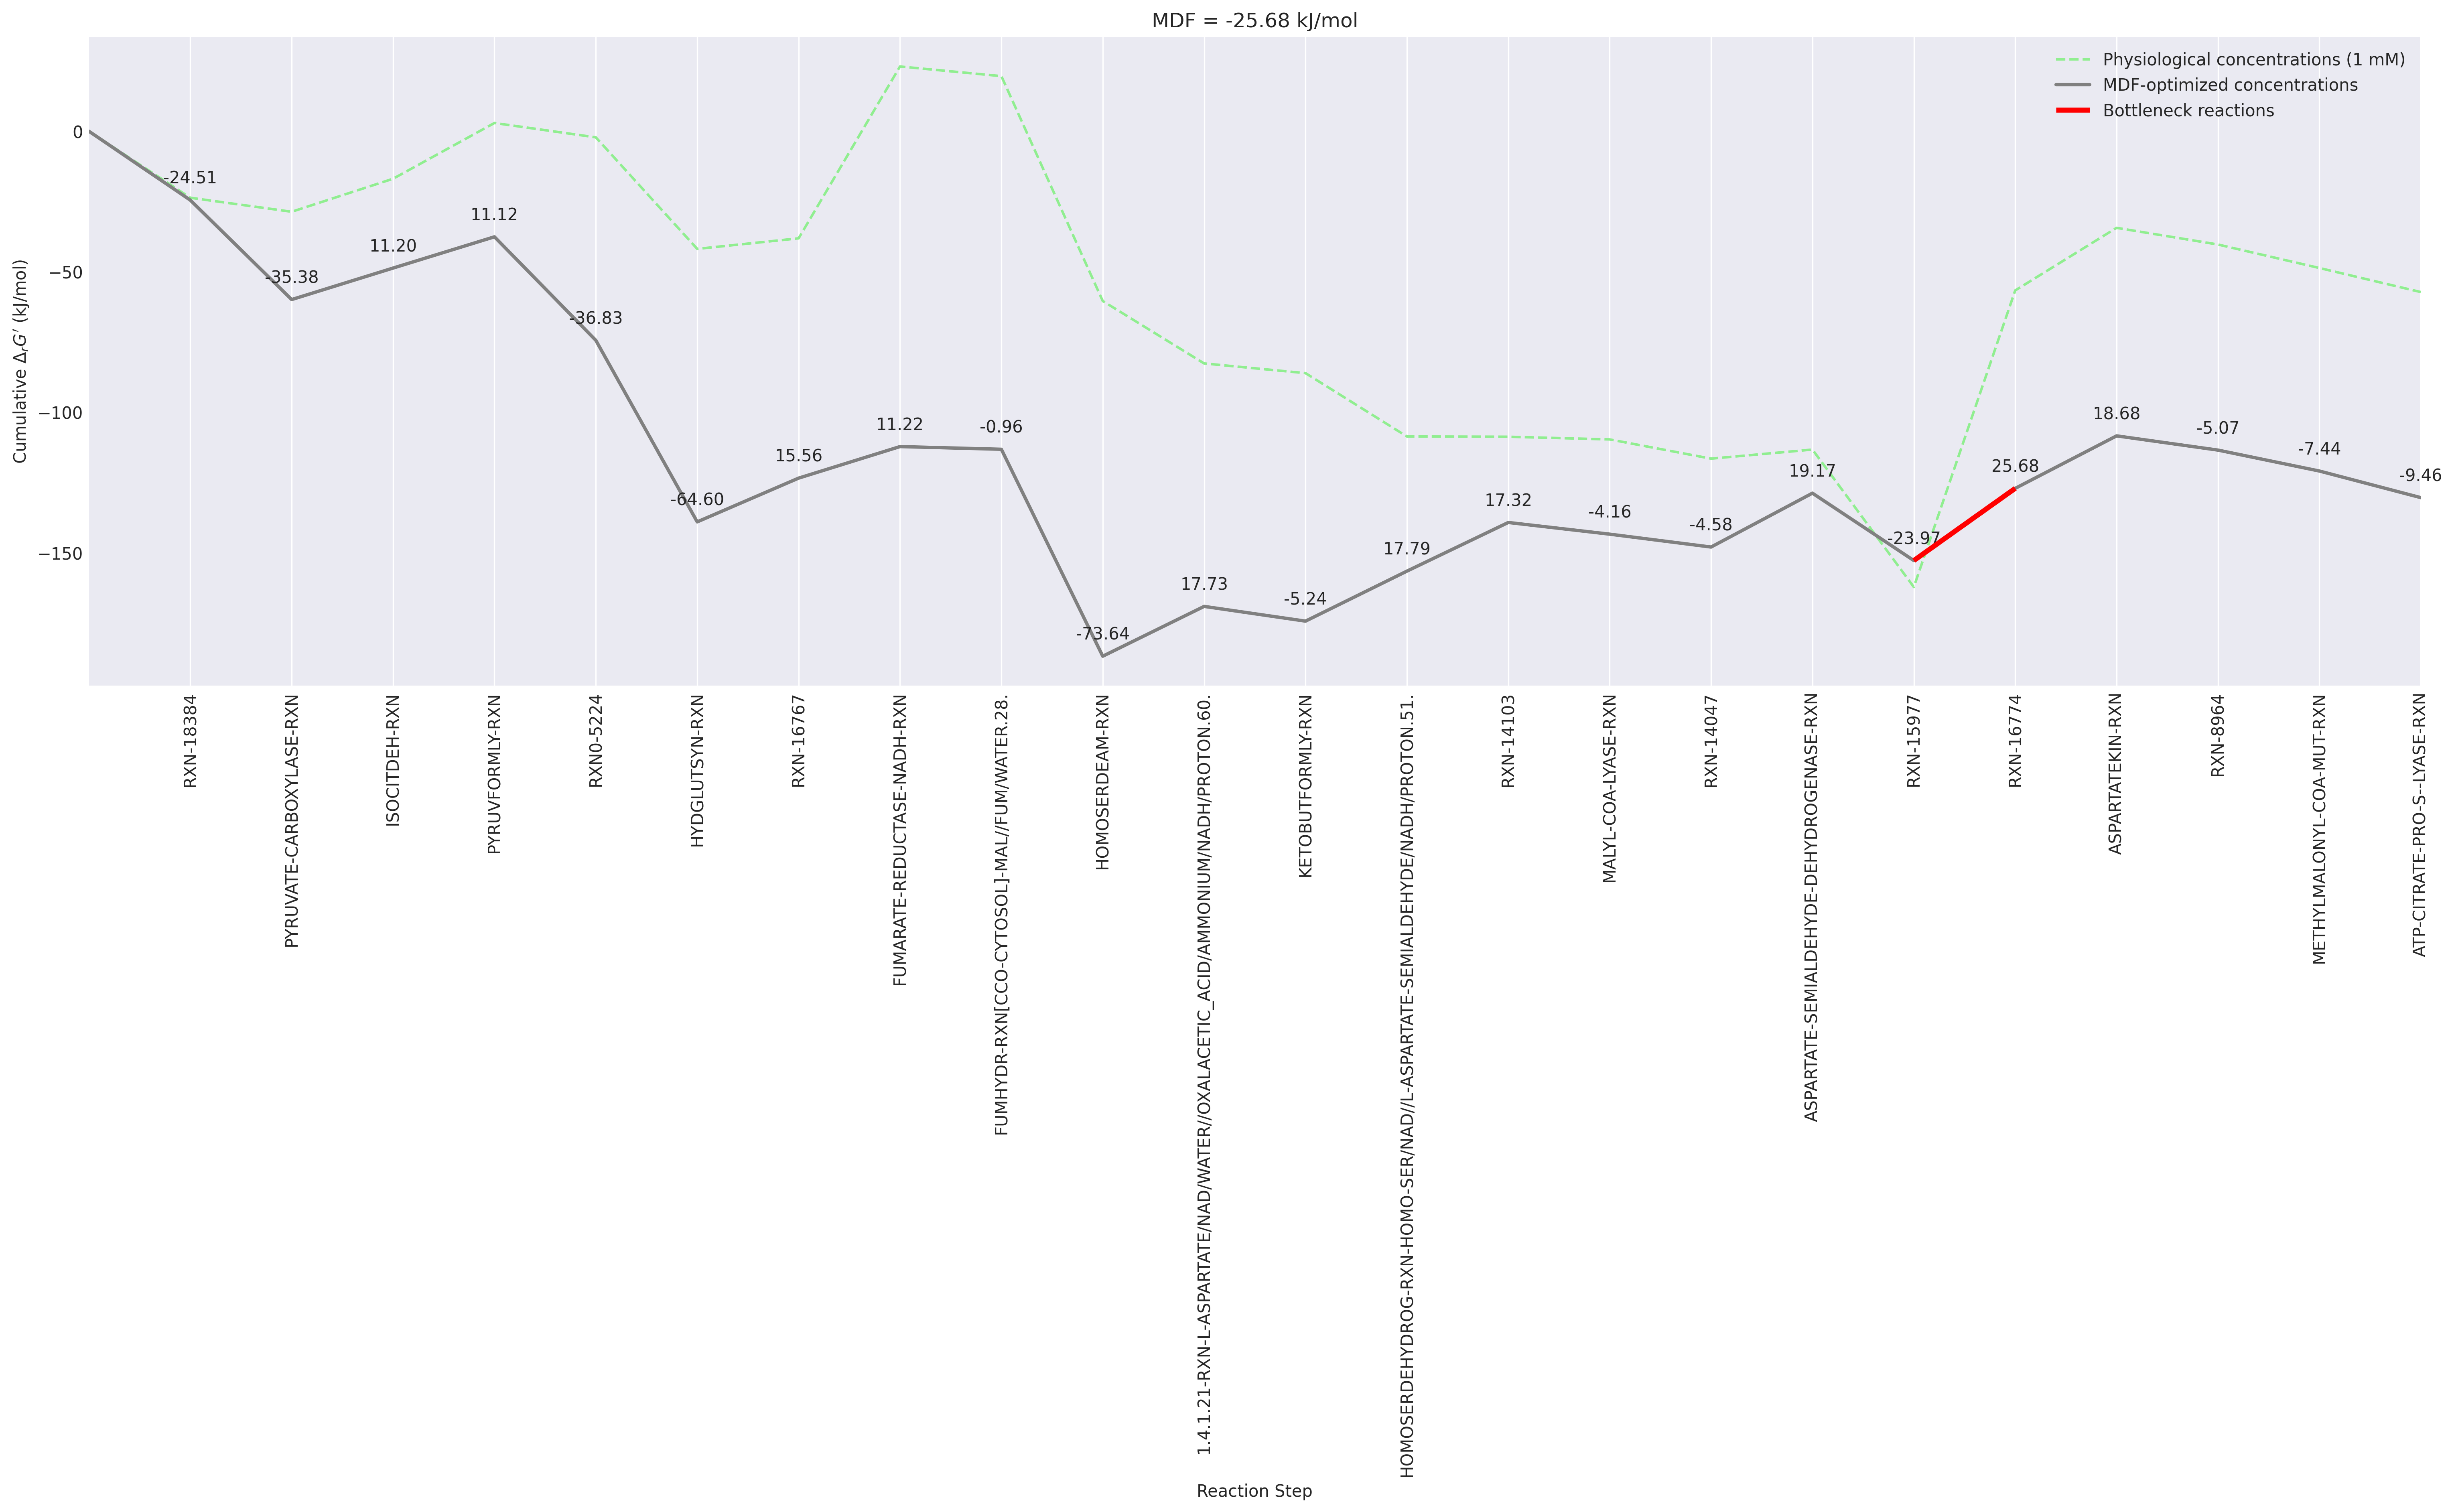 MDF = -25.68 kJ/mol
Physiological concentrations (1 mM)
MDF-optimized concentrations
Bottleneck reactions
Cumulative ΔrG′ (kJ/mol)
0
−50
−100
−150
-24.51
-35.38
11.20
11.12
-36.83
-64.60
15.56
11.22
-0.96
-73.64
17.73
-5.24
17.79
17.32
-4.16
-4.58
19.17
-23.97
25.68
18.68
-5.07
-7.44
-9.46
RXN-18384
PYRUVATE-CARBOXYLASE-RXN
ISOCITDEH-RXN
PYRUVFORMLY-RXN
RXN0-5224
HYDGLUTSYN-RXN
RXN-16767
FUMARATE-REDUCTASE-NADH-RXN
FUMHYDR-RXN[CCO-CYTOSOL]-MAL//FUM/WATER.28.
HOMOSERDEAM-RXN
1.4.1.21-RXN-L-ASPARTATE/NAD/WATER//OXALACETIC_ACID/AMMONIUM/NADH/PROTON.60.
KETOBUTFORMLY-RXN
HOMOSERDEHYDROG-RXN-HOMO-SER/NAD//L-ASPARTATE-SEMIALDEHYDE/NADH/PROTON.51.
RXN-14103
MALYL-COA-LYASE-RXN
RXN-14047
ASPARTATE-SEMIALDEHYDE-DEHYDROGENASE-RXN
RXN-15977
RXN-16774
ASPARTATEKIN-RXN
RXN-8964
METHYLMALONYL-COA-MUT-RXN
ATP-CITRATE-PRO-S--LYASE-RXN
Reaction Step